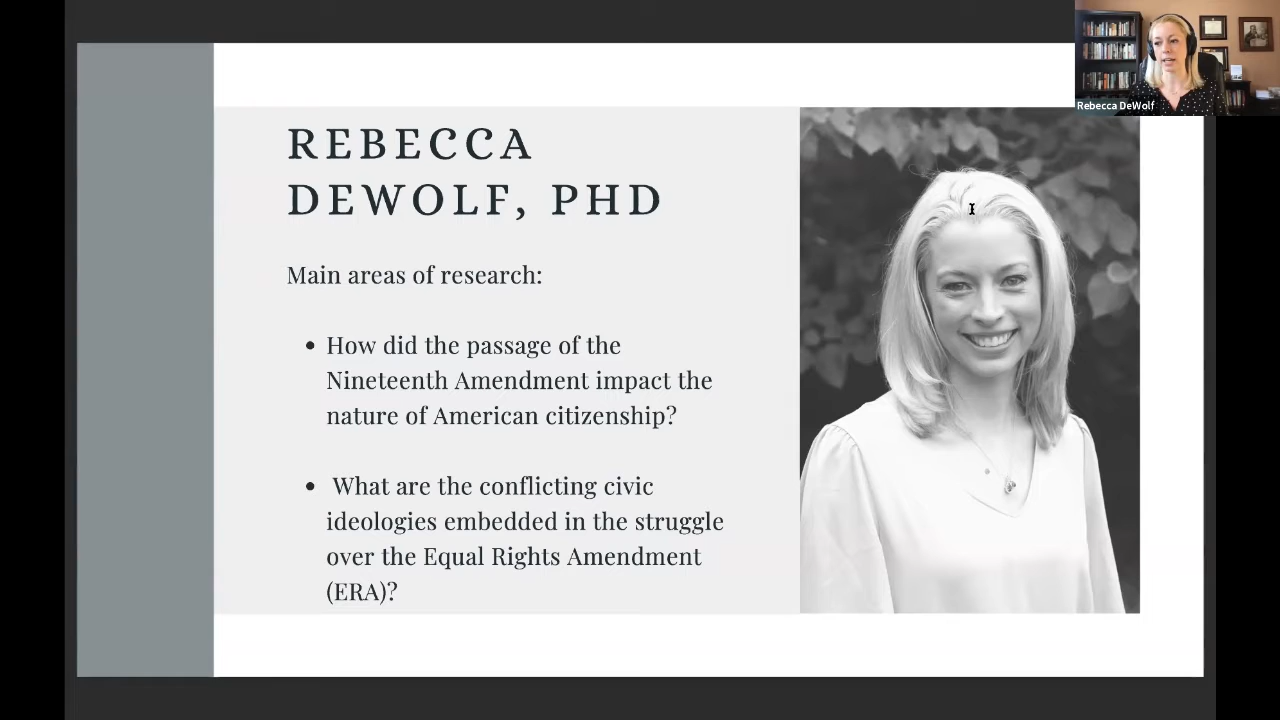 REBECCA
DEWOLF, PHD
Main areas of research:
• How did the passage of the
Nineteenth Amendment impact the
nature of American citizenship?
• What are the conflicting civic
ideologies embedded in the struggle
over the Equal Rights Amendment
(ERA)?
Rebecca DeWolf